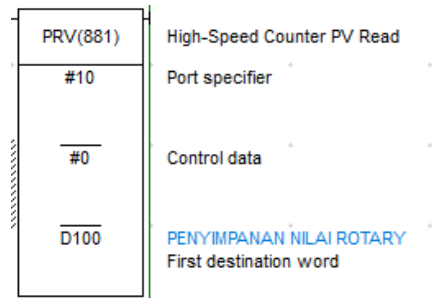 PRV(881) High-Speed Counter PV Read
#10 Port specifier
#0 Control data
D100 PENYIMPANAN NILAI ROTARY
First destination word